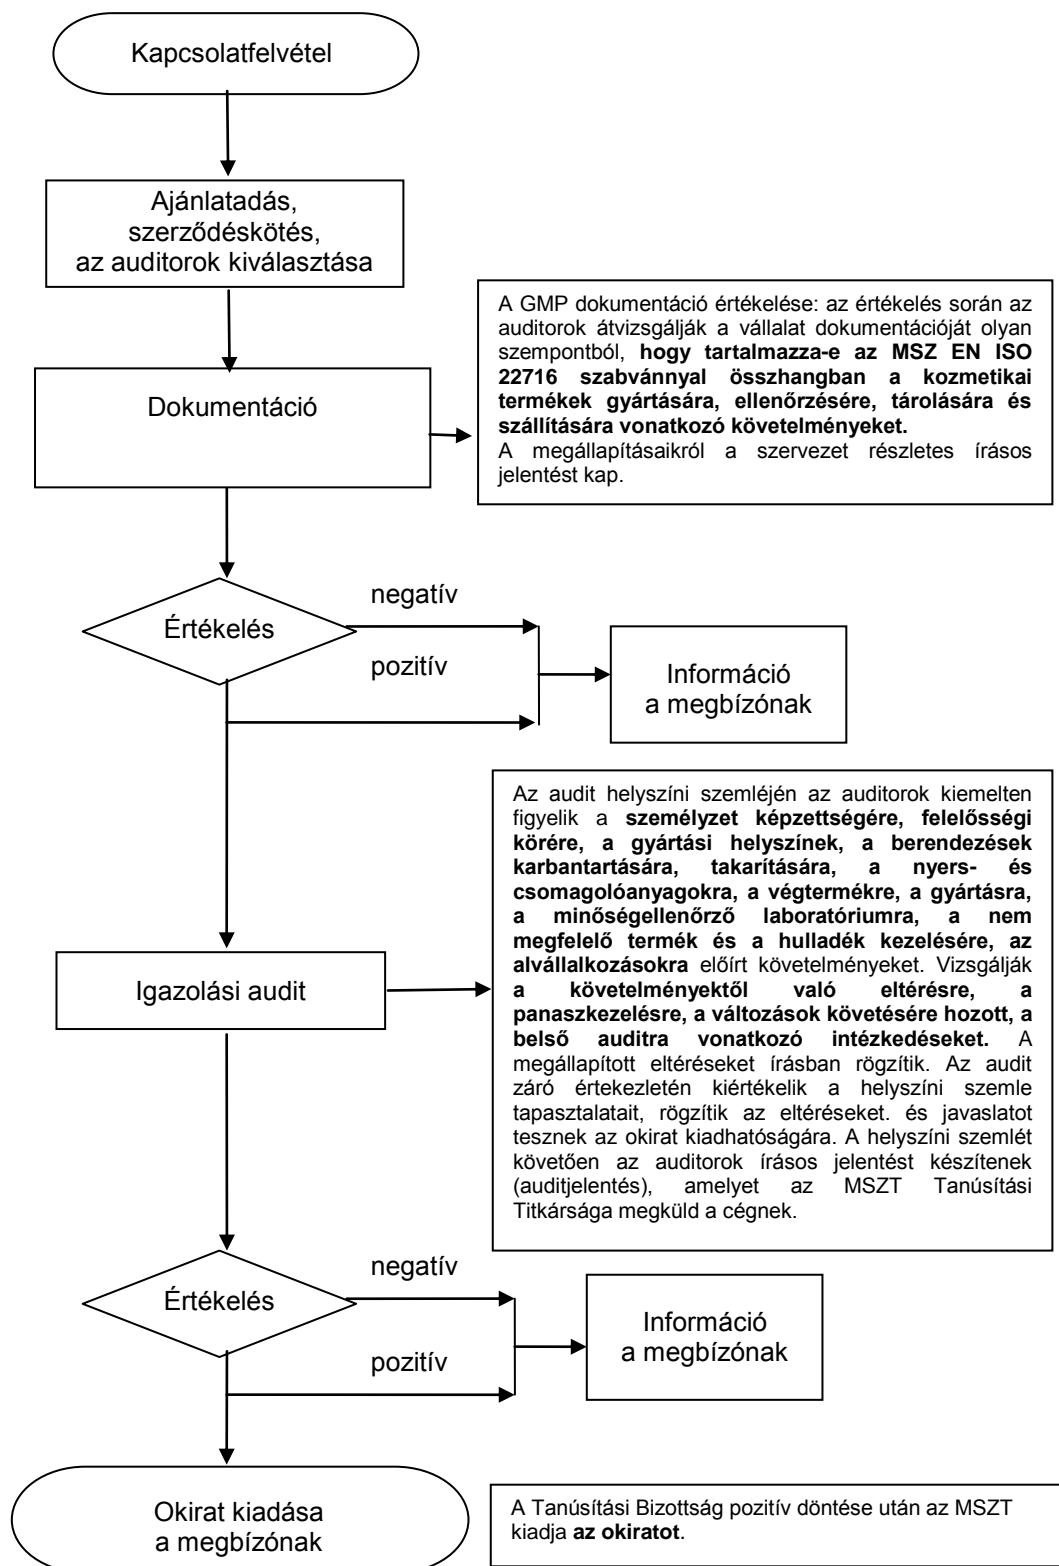 Kapcsolatfelvétel
Ajánlatadás,
szerződéskötés,
az auditorok kiválasztása
A GMP dokumentáció értékelése: az értékelés során az
auditorok átvizsgálják a vállalat dokumentációját olyan
szempontból, hogy tartalmazza-e az MSZ EN ISO
22716 szabvánnyal összhangban a kozmetikai
termékek gyártására, ellenőrzésére, tárolására és
szállítására vonatkozó követelményeket.
A megállapításaikról a szervezet részletes írásos
jelentést kap.
Dokumentáció
negatív
Értékelés
pozitív
Információ
a megbízónak
Az audit helyszíni szemléjén az auditorok kiemelten
figyelik a személyzet képzettségére, felelősségi
körére, a gyártási helyszínek, a berendezések
karbantartására, takarítására, a nyers- és
csomagolóanyagokra, a végtermékre, a gyártásra,
a minőségellenőrző laboratóriumra, a nem
megfelelő termék és a hulladék kezelésére, az
alvállalkozásokra előírt követelményeket. Vizsgálják
a követelményektől való eltérésre, a
panaszkezelésre, a változások követésére hozott, a
belső auditra vonatkozó intézkedéseket. A
megállapított eltéréseket írásban rögzítik. Az audit
záró értekezletén kiértékelik a helyszíni szemle
tapasztalatait, rögzítik az eltéréseket. és javaslatot
tesznek az okirat kiadhatóságára. A helyszíni szemlét
követően az auditorok írásos jelentést készítenek
(auditjelentés), amelyet az MSZT Tanúsítási
Titkársága megküld a cégnek.
Igazolási audit
negatív
Értékelés
pozitív
Információ
a megbízónak
Okirat kiadása
a megbízónak
A Tanúsítási Bizottság pozitív döntése után az MSZT
kiadja az okiratot.